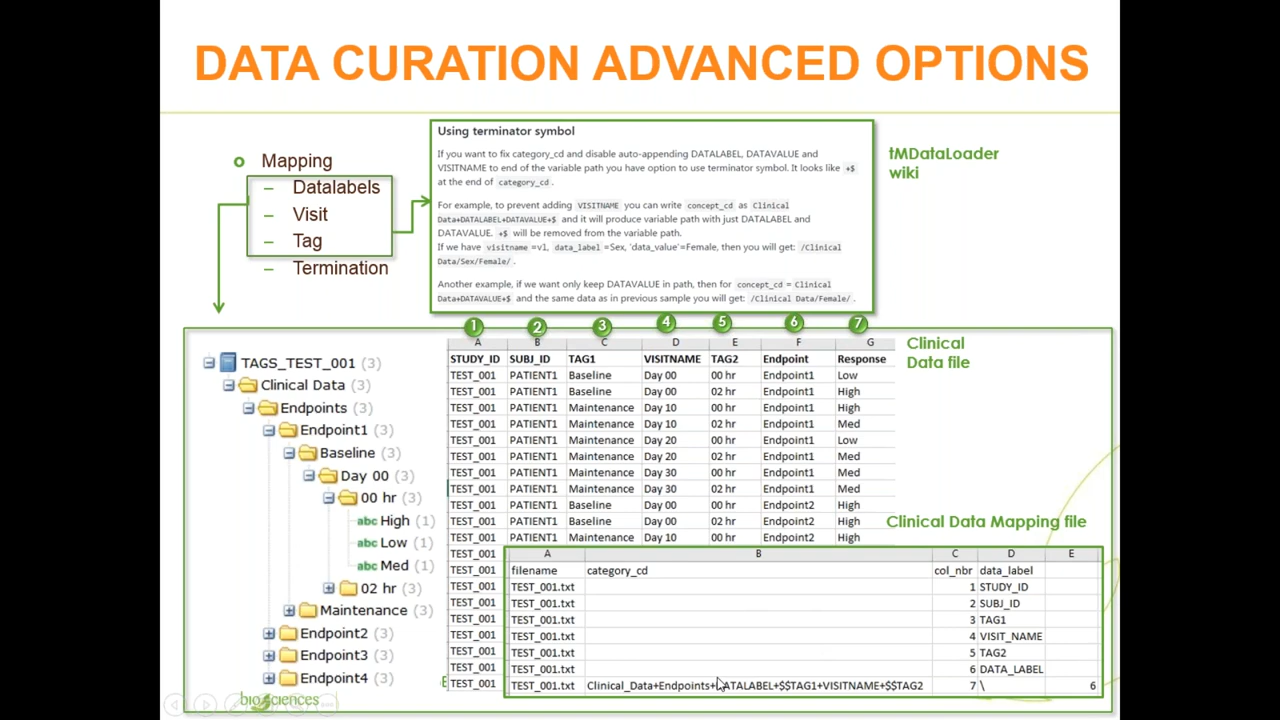 DATA CURATION ADVANCED OPTIONS
Mapping
– Datalabels
– Visit
– Tag
– Termination
Using terminator symbol
If you want to fix category_cd and disable auto-appending DATALABEL, DATAVALUE and
VISITNAME to end of the variable path you have option to use terminator symbol. It looks like +$
at the end of category_cd .
For example, to prevent adding VISITNAME you can write concept_cd as Clinical
Data+DATALABEL+DATAVALUE+$ and it will produce variable path with just DATALABEL and
DATAVALUE. +$ will be removed from the variable path.
If we have visitname =v1, data_label =Sex, 'data_value'=Female, then you will get: /Clinical
Data/Sex/Female/ .
Another example, if we want only keep DATAVALUE in path, then for concept_cd = Clinical
Data+DATAVALUE+$ and the same data as in previous sample you will get: /Clinical Data/Female/ .
tMDataLoader
wiki
1 2 3 4 5 6 7
Clinical
Data file
TAGS_TEST_001 (3)
Clinical Data (3)
Endpoints (3)
Endpoint1 (3)
Baseline (3)
Day 00 (3)
00 hr (3)
abc High (1)
abc Low (1)
abc Med (1)
02 hr (3)
Maintenance (3)
Endpoint2 (3)
Endpoint3 (3)
Endpoint4 (3)
A B C D E F G
STUDY_ID SUBJ_ID TAG1 VISITNAME TAG2 Endpoint Response
TEST_001 PATIENT1 Baseline Day 00 00 hr Endpoint1 Low
TEST_001 PATIENT1 Baseline Day 00 02 hr Endpoint1 High
TEST_001 PATIENT1 Maintenance Day 10 00 hr Endpoint1 High
TEST_001 PATIENT1 Maintenance Day 10 02 hr Endpoint1 Med
TEST_001 PATIENT1 Maintenance Day 20 00 hr Endpoint1 Low
TEST_001 PATIENT1 Maintenance Day 20 02 hr Endpoint1 Med
TEST_001 PATIENT1 Maintenance Day 30 00 hr Endpoint1 Med
TEST_001 PATIENT1 Maintenance Day 30 02 hr Endpoint1 Med
TEST_001 PATIENT1 Baseline Day 00 00 hr Endpoint2 High
TEST_001 PATIENT1 Baseline Day 00 02 hr Endpoint2 High
TEST_001 PATIENT1 Maintenance Day 10 00 hr Endpoint2 High
TEST_001
TEST_001
TEST_001
TEST_001
TEST_001
TEST_001
TEST_001
TEST_001
TEST_001
Clinical Data Mapping file
A B C D E
filename category_cd col_nbr data_label
TEST_001.txt 1 STUDY_ID
TEST_001.txt 2 SUBJ_ID
TEST_001.txt 3 TAG1
TEST_001.txt 4 VISIT_NAME
TEST_001.txt 5 TAG2
TEST_001.txt 6 DATA_LABEL
TEST_001.txt Clinical_Data+Endpoints+DATALABEL+$$TAG1+VISITNAME+$$TAG2 7 \ 6